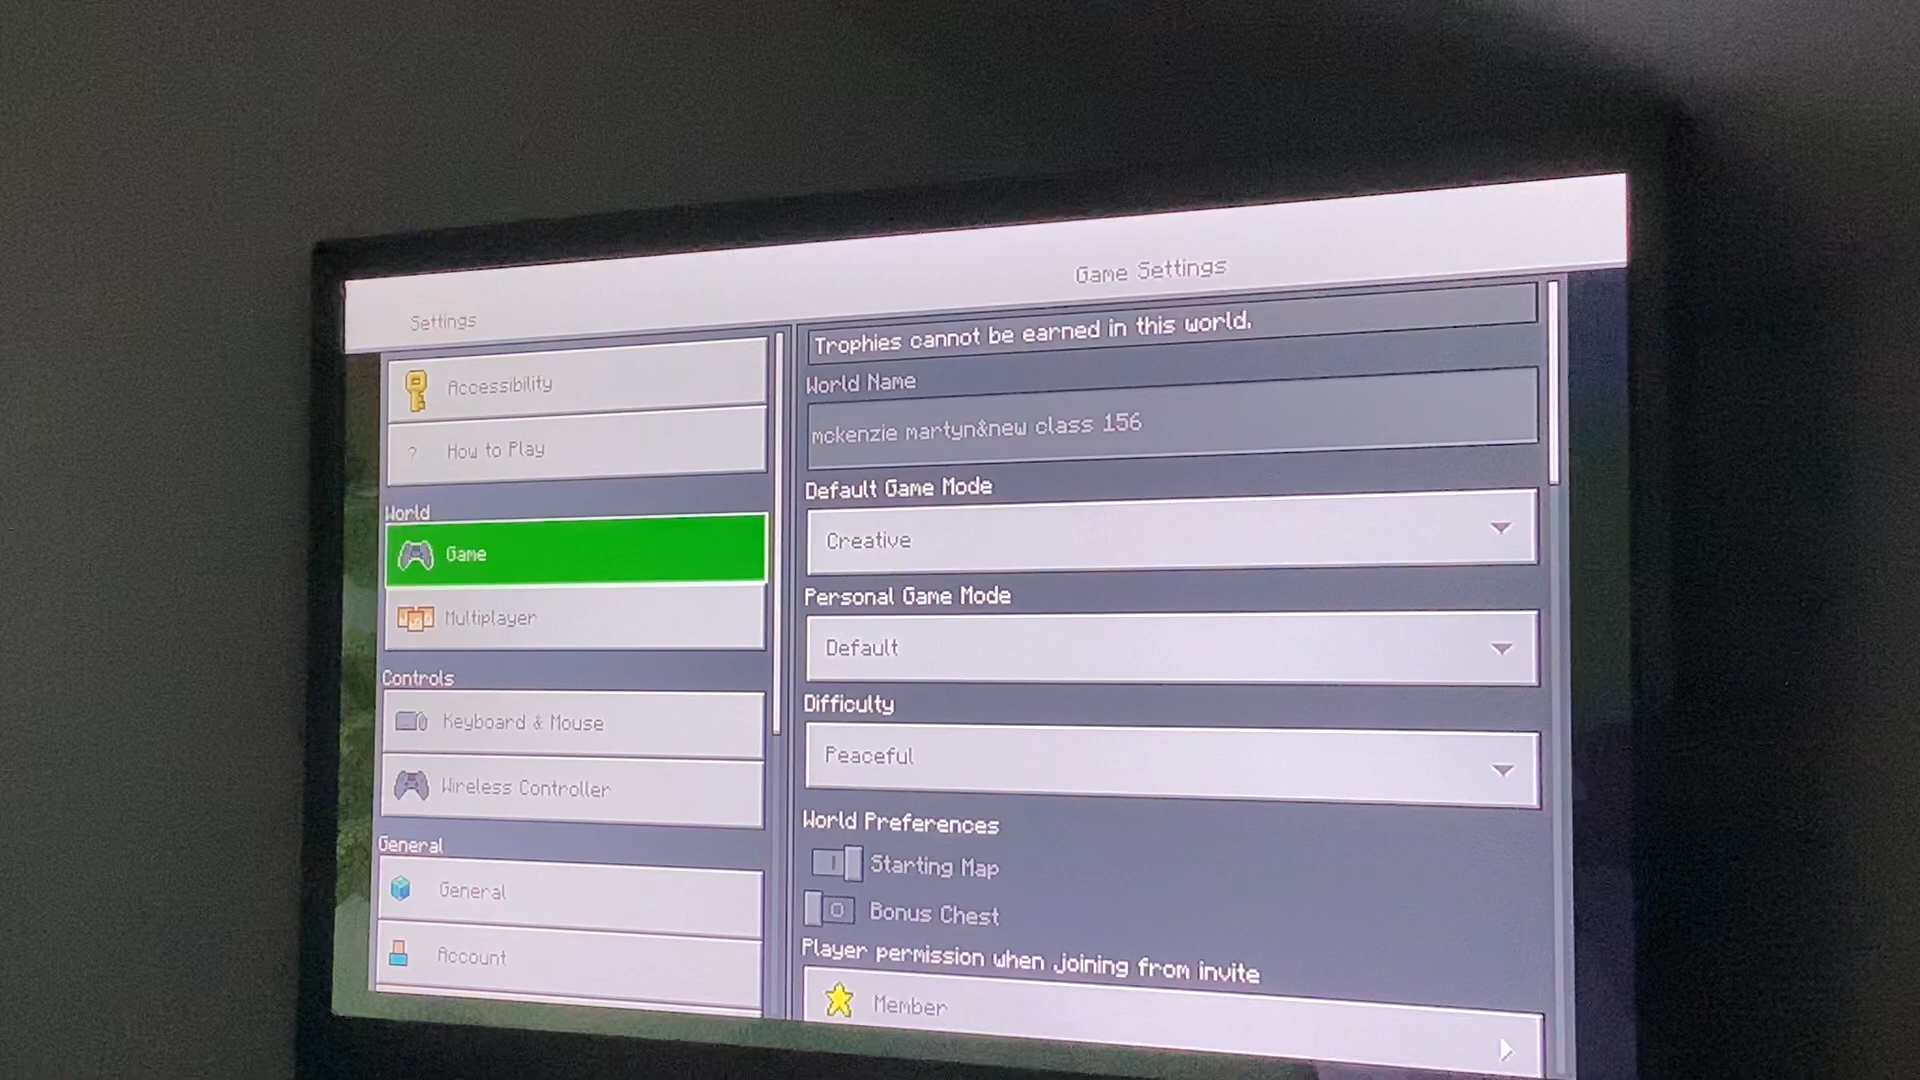 Settings
Game Settings
Accessibility
? How to Play
World
Game
Multiplayer
Controls
Keyboard & Mouse
Wireless Controller
General
General
Account
Trophies cannot be earned in this world.
World Name
mckenzie martyn&new class 156
Default Game Mode
Creative
Personal Game Mode
Default
Difficulty
Peaceful
World Preferences
Starting Map
Bonus Chest
Player permission when joining from invite
Member